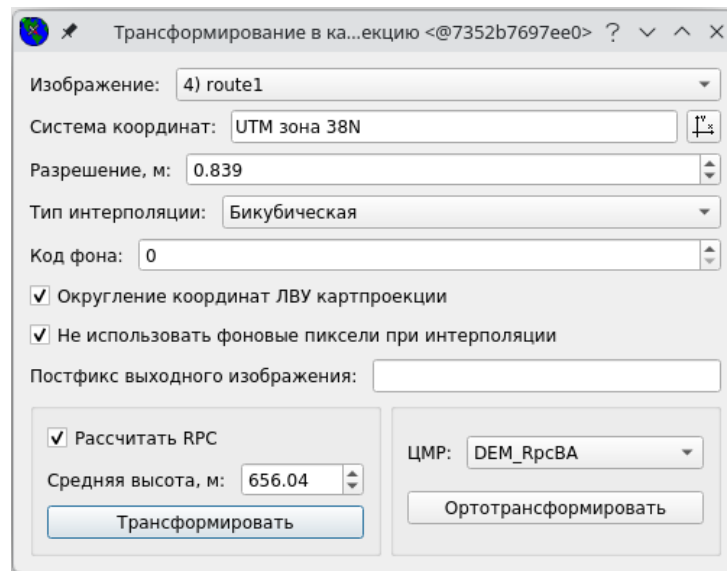 Трансформирование в ка...екцию <@7352b7697ee0>
Изображение: 4) route1
Система координат: UTM зона 38N
Разрешение, м: 0.839
Тип интерполяции: Бикубическая
Код фона: 0
Округление координат ЛВУ картпроекции
Не использовать фоновые пиксели при интерполяции
Постфикс выходного изображения:
Рассчитать RPC
Средняя высота, м: 656.04
Трансформировать
ЦМР: DEM_RpcBA
Ортотрансформировать